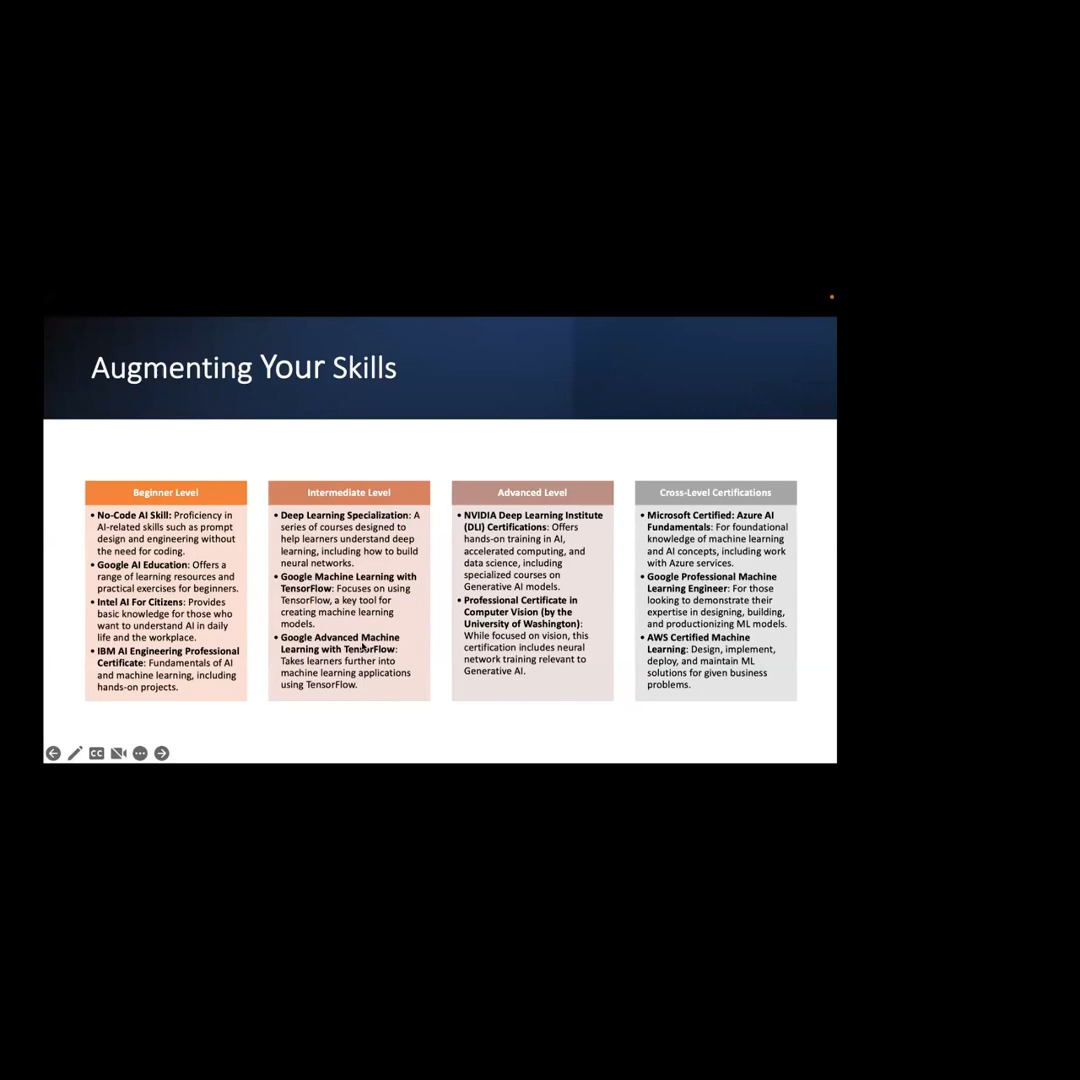 Augmenting Your Skills
Beginner Level
• No-Code AI Skill: Proficiency in
AI-related skills such as prompt
design and engineering without
the need for coding.
• Google AI Education: Offers a
range of learning resources and
practical exercises for beginners.
• Intel AI For Citizens: Provides
basic knowledge for those who
want to understand AI in daily
life and the workplace.
• IBM AI Engineering Professional
Certificate: Fundamentals of AI
and machine learning, including
hands-on projects.
Intermediate Level
• Deep Learning Specialization: A
series of courses designed to
help learners understand deep
learning, including how to build
neural networks.
• Google Machine Learning with
TensorFlow: Focuses on using
TensorFlow, a key tool for
creating machine learning
models.
• Google Advanced Machine
Learning with TensorFlow:
Takes learners further into
machine learning applications
using TensorFlow.
Advanced Level
• NVIDIA Deep Learning Institute
(DLI) Certifications: Offers
hands-on training in AI,
accelerated computing, and
data science, including
specialized courses on
Generative AI models.
• Professional Certificate in
Computer Vision (by the
University of Washington):
While focused on vision, this
certification includes neural
network training relevant to
Generative AI.
Cross-Level Certifications
• Microsoft Certified: Azure AI
Fundamentals: For foundational
knowledge of machine learning
and AI concepts, including work
with Azure services.
• Google Professional Machine
Learning Engineer: For those
looking to demonstrate their
expertise in designing, building,
and productionizing ML models.
• AWS Certified Machine
Learning: Design, implement,
deploy, and maintain ML
solutions for given business
problems.
CC